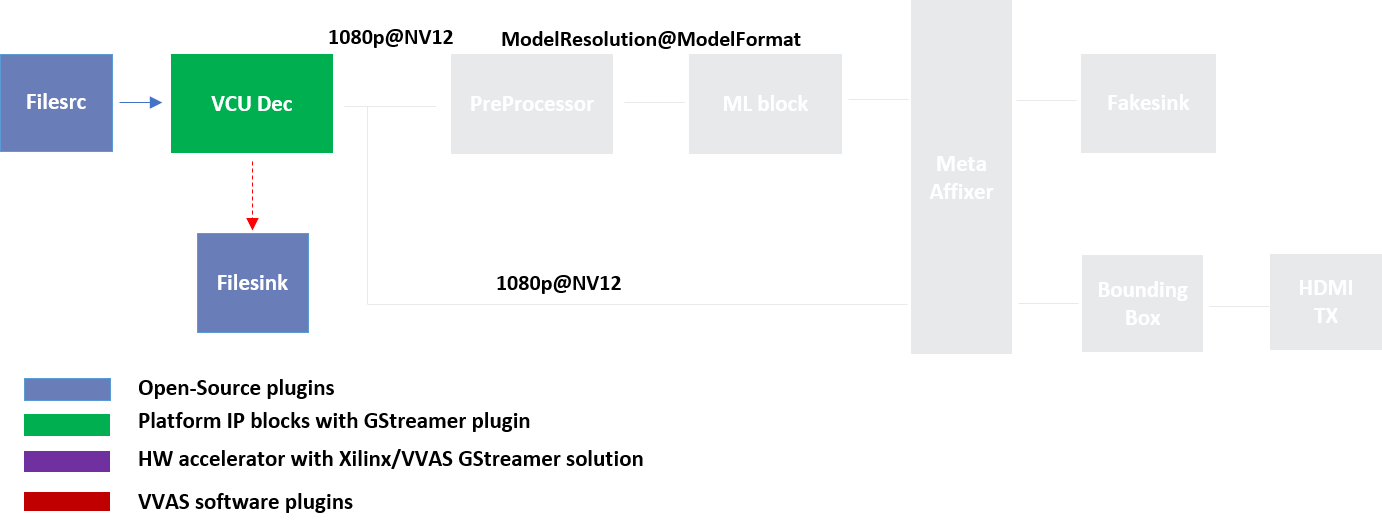 1080p@NV12
ModelResolution@ModelFormat
Filesrc
VCU Dec
PreProcessor
ML block
Fakesink
Meta
Affixer
Filesink
1080p@NV12
Bounding
Box
HDMI
TX
Open-Source plugins
Platform IP blocks with GStreamer plugin
HW accelerator with Xilinx/VVAS GStreamer solution
VVAS software plugins